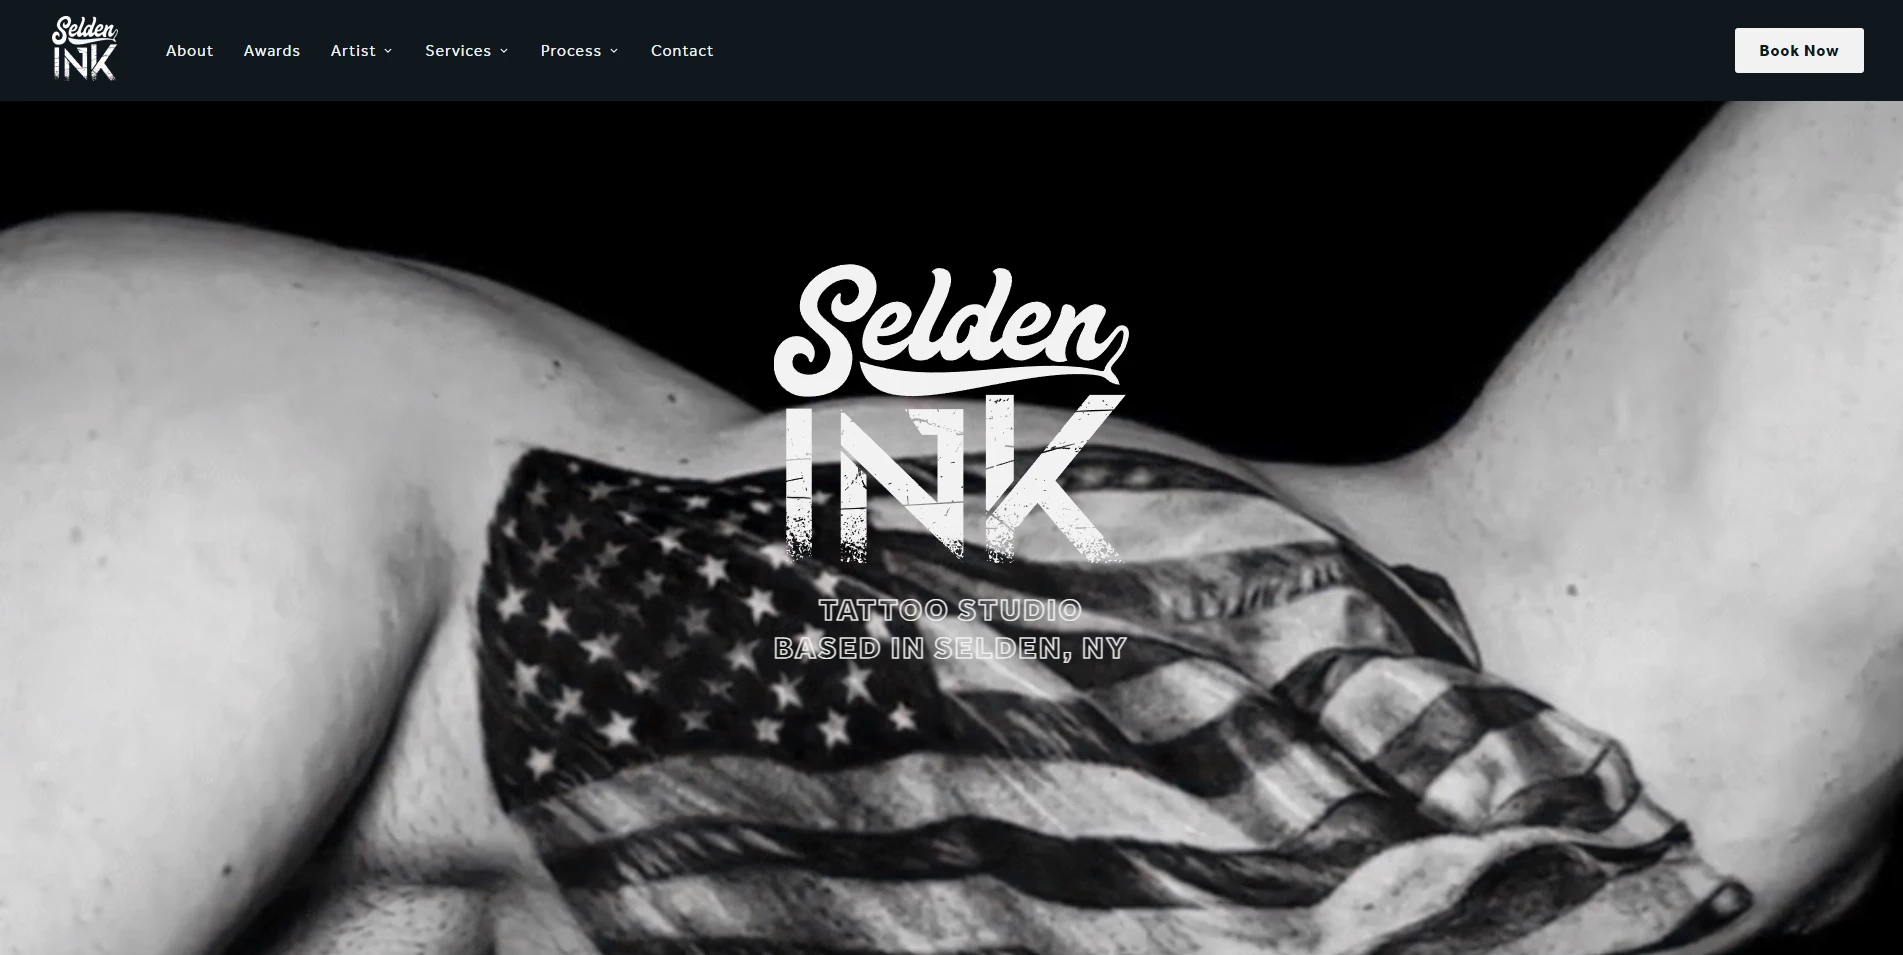 Selden
INK
About
Awards
Artist
Services
Process
Contact
Book Now
Selden
INK
TATTOO STUDIO
BASED IN SELDEN, NY